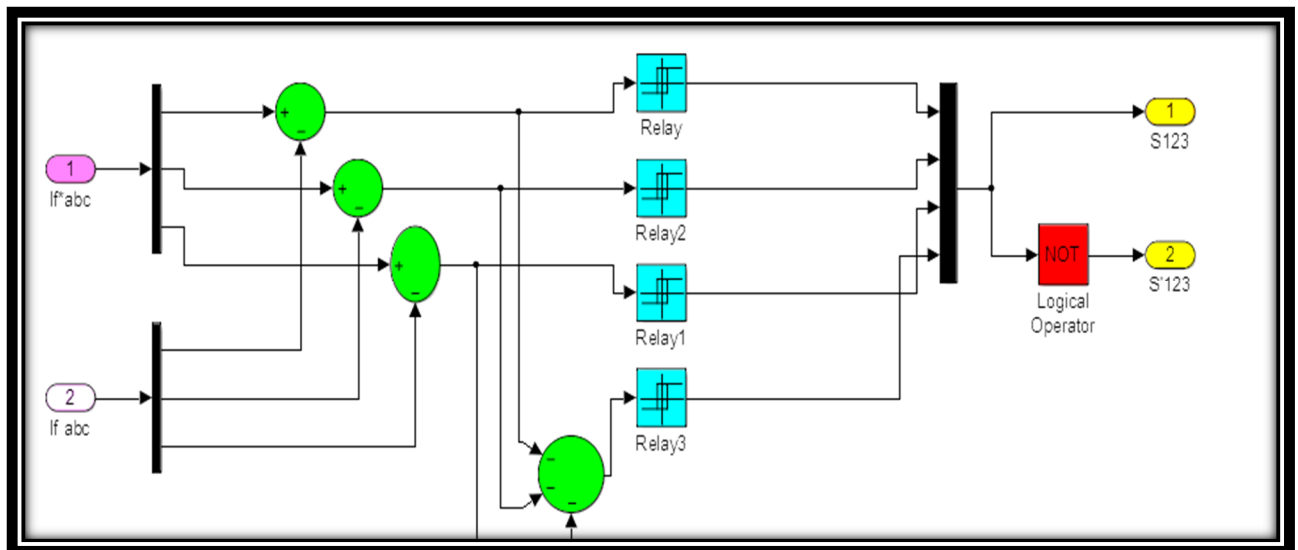 1
If*abc
2
If abc
+
−
+
−
+
−
−
−
−
Relay
Relay2
Relay1
Relay3
NOT
Logical
Operator
1
S123
2
S'123